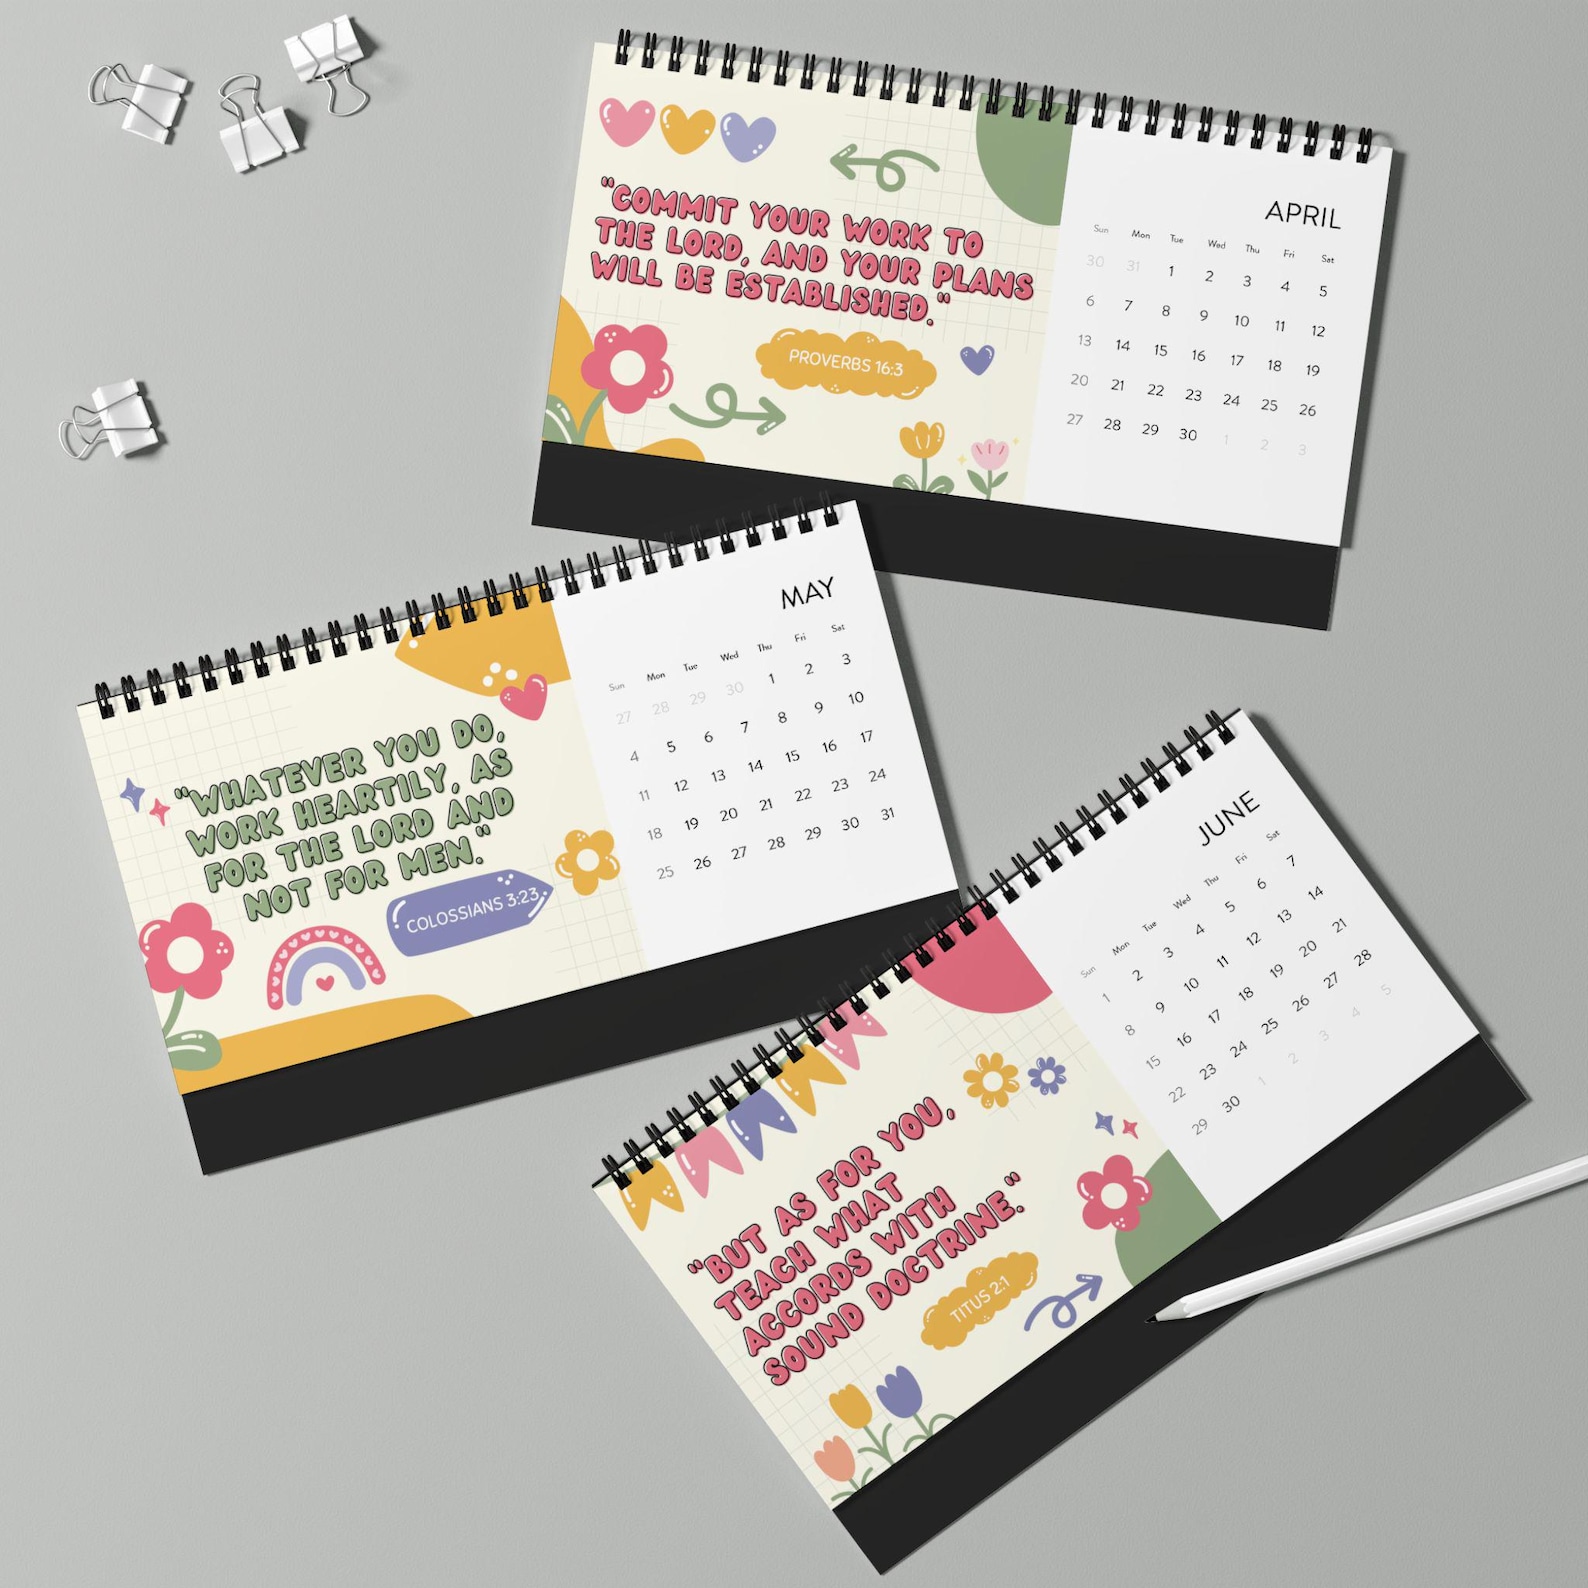 "COMMIT YOUR WORK TO
THE LORD, AND YOUR PLANS
WILL BE ESTABLISHED."
PROVERBS 16:3
APRIL
Sun Mon Tue Wed Thu Fri Sat
30 31 1 2 3 4 5
6 7 8 9 10 11 12
13 14 15 16 17 18 19
20 21 22 23 24 25 26
27 28 29 30 1 2 3
"WHATEVER YOU DO,
WORK HEARTILY, AS
FOR THE LORD AND
NOT FOR MEN."
COLOSSIANS 3:23
MAY
Sun Mon Tue Wed Thu Fri Sat
27 28 29 30 1 2 3
4 5 6 7 8 9 10
11 12 13 14 15 16 17
18 19 20 21 22 23 24
25 26 27 28 29 30 31
"BUT AS FOR YOU,
TEACH WHAT
ACCORDS WITH
SOUND DOCTRINE."
TITUS 2:1
JUNE
Sun Mon Tue Wed Thu Fri Sat
1 2 3 4 5 6 7
8 9 10 11 12 13 14
15 16 17 18 19 20 21
22 23 24 25 26 27 28
29 30 1 2 3 4 5